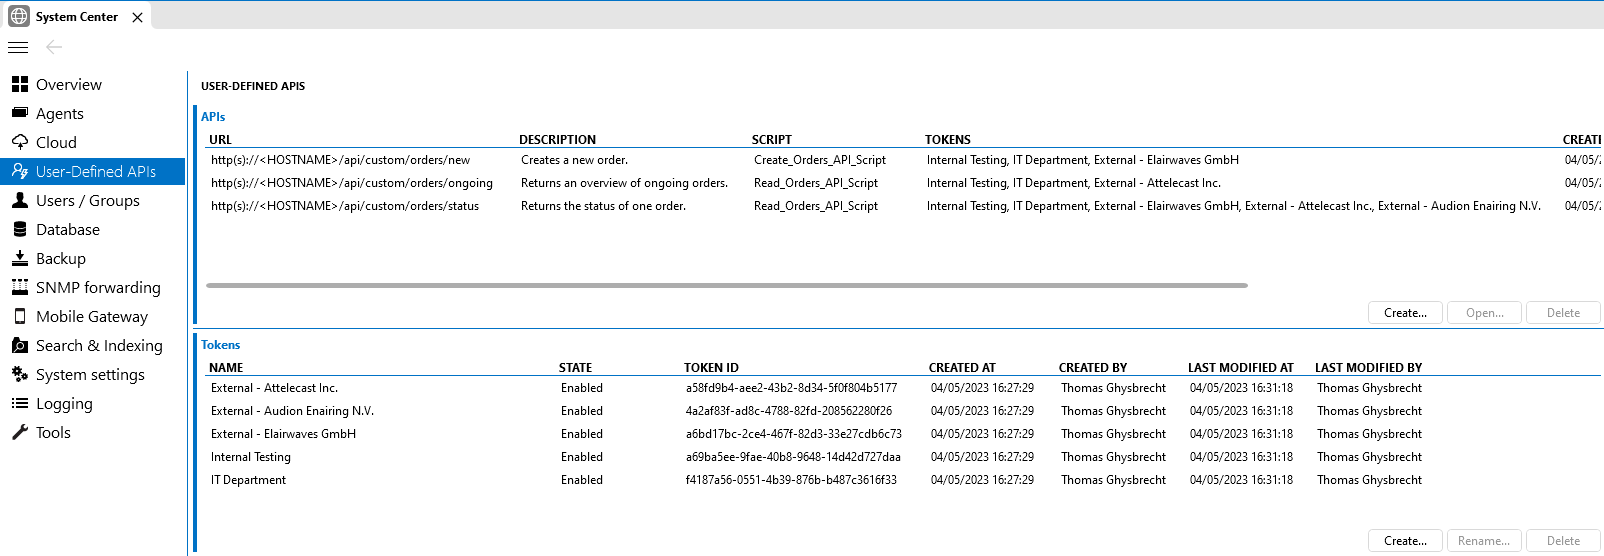 System Center
Overview
Agents
Cloud
User-Defined APIs
Users / Groups
Database
Backup
SNMP forwarding
Mobile Gateway
Search & Indexing
System settings
Logging
Tools
USER-DEFINED APIS
APIs
URL DESCRIPTION SCRIPT TOKENS CREATE
http(s)://<HOSTNAME>/api/custom/orders/new Creates a new order. Create_Orders_API_Script Internal Testing, IT Department, External - Elairwaves GmbH 04/05/
http(s)://<HOSTNAME>/api/custom/orders/ongoing Returns an overview of ongoing orders. Read_Orders_API_Script Internal Testing, IT Department, External - Attelecast Inc. 04/05/
http(s)://<HOSTNAME>/api/custom/orders/status Returns the status of one order. Read_Orders_API_Script Internal Testing, IT Department, External - Elairwaves GmbH, External - Attelecast Inc., External - Audion Enairing N.V. 04/05/
Create... Open... Delete
Tokens
NAME STATE TOKEN ID CREATED AT CREATED BY LAST MODIFIED AT LAST MODIFIED BY
External - Attelecast Inc. Enabled a58fd9b4-aee2-43b2-8d34-5f0f804b5177 04/05/2023 16:27:29 Thomas Ghysbrecht 04/05/2023 16:31:18 Thomas Ghysbrecht
External - Audion Enairing N.V. Enabled 4a2af83f-ad8c-4788-82fd-208562280f26 04/05/2023 16:27:29 Thomas Ghysbrecht 04/05/2023 16:31:18 Thomas Ghysbrecht
External - Elairwaves GmbH Enabled a6bd17bc-2ce4-467f-82d3-33e27cdb6c73 04/05/2023 16:27:29 Thomas Ghysbrecht 04/05/2023 16:31:18 Thomas Ghysbrecht
Internal Testing Enabled a69ba5ee-9fae-40b8-9648-14d42d727daa 04/05/2023 16:27:29 Thomas Ghysbrecht 04/05/2023 16:31:18 Thomas Ghysbrecht
IT Department Enabled f4187a56-0551-4b39-876b-b487c3616f33 04/05/2023 16:27:29 Thomas Ghysbrecht 04/05/2023 16:31:18 Thomas Ghysbrecht
Create... Rename... Delete